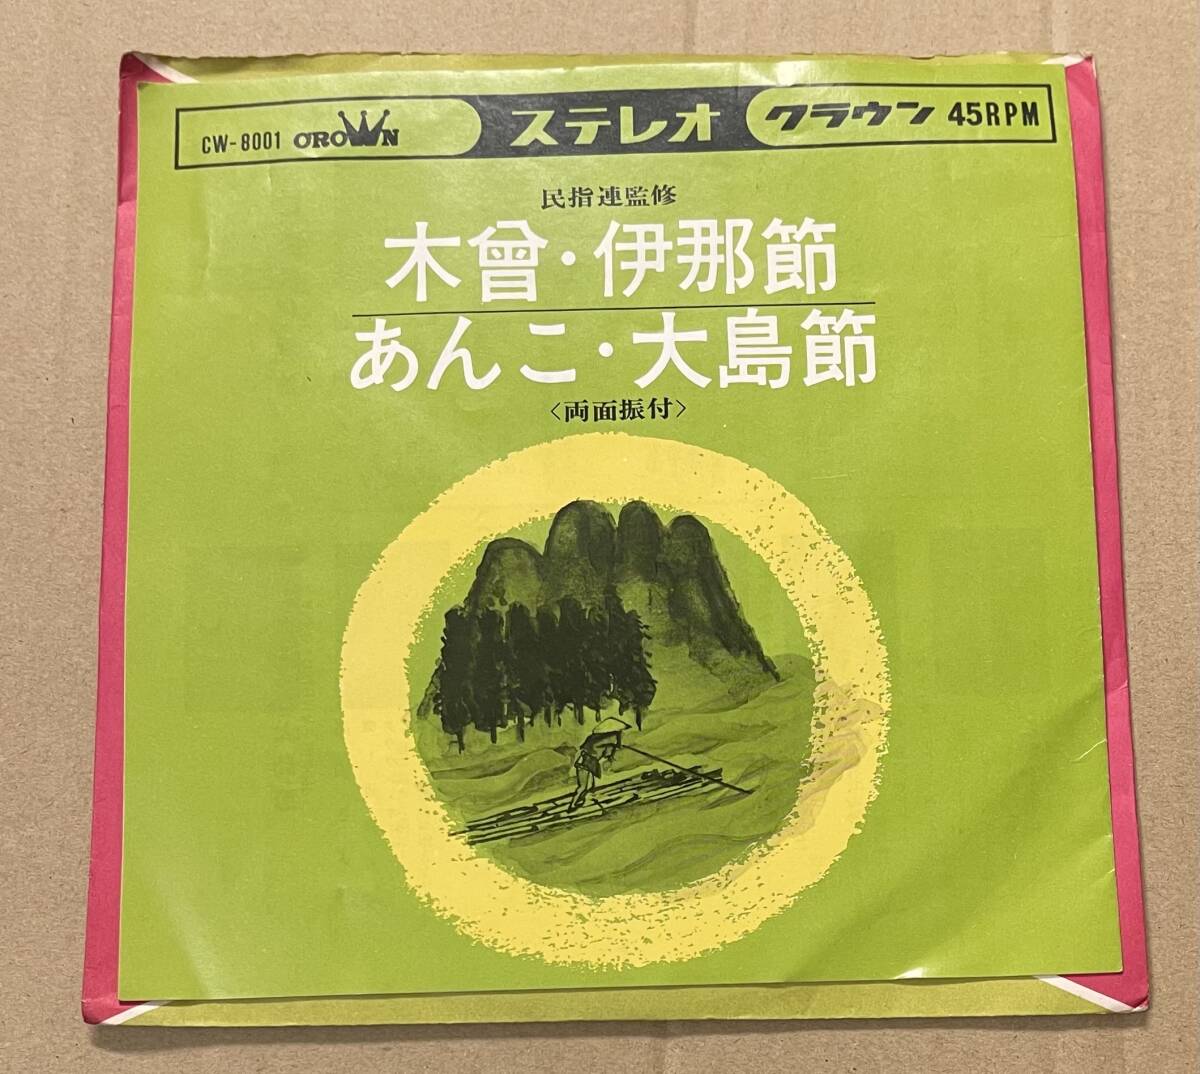 CW-8001 CROWN ステレオ クラウン 45RPM
民指連監修
木曾・伊那節
あんこ・大島節
〈両面振付〉